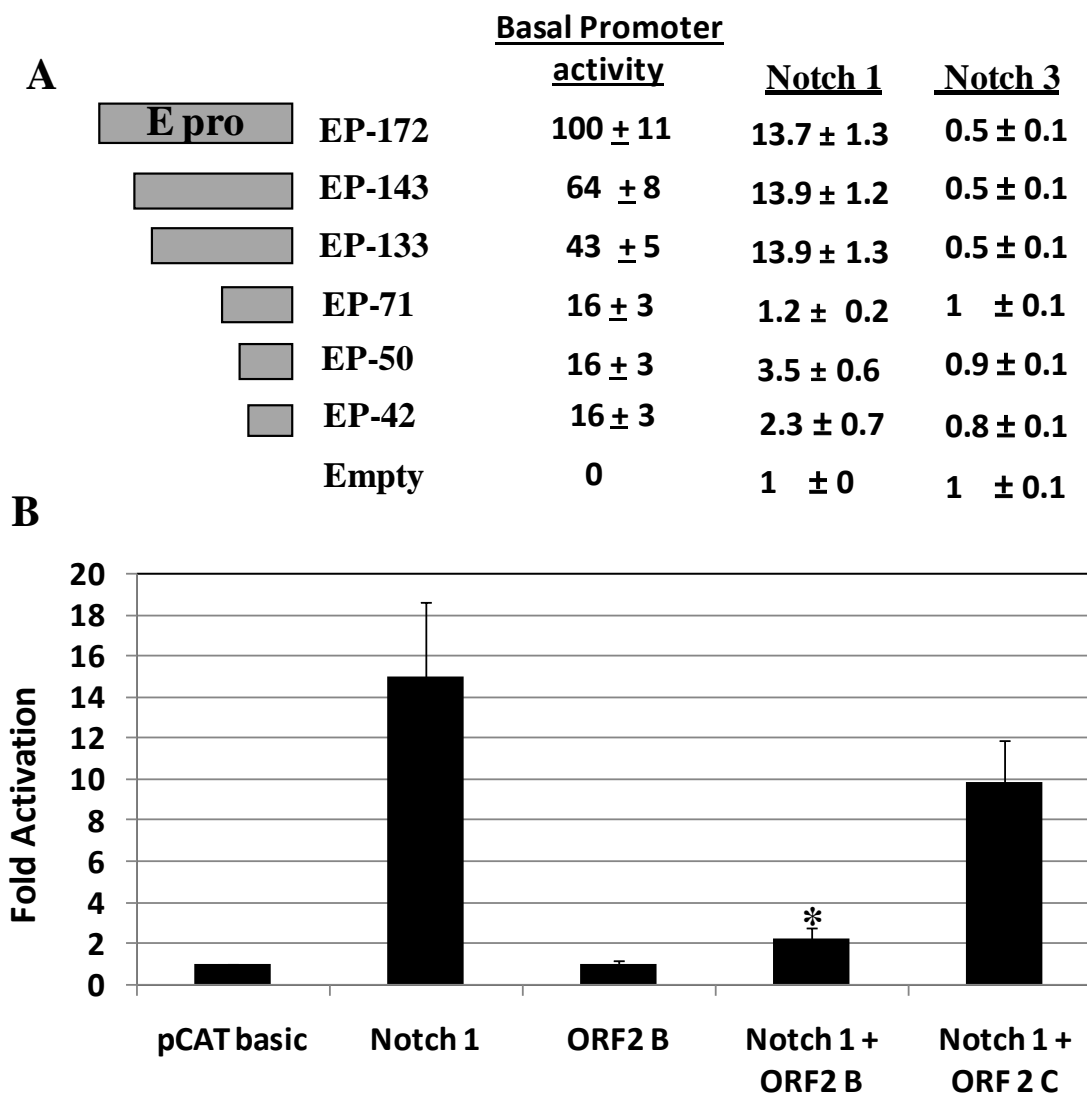 Basal Promoter
activity
Notch 1
Notch 3
A
E pro
EP-172
100 ± 11
13.7 ± 1.3
0.5 ± 0.1
EP-143
64 ± 8
13.9 ± 1.2
0.5 ± 0.1
EP-133
43 ± 5
13.9 ± 1.3
0.5 ± 0.1
EP-71
16 ± 3
1.2 ± 0.2
1 ± 0.1
EP-50
16 ± 3
3.5 ± 0.6
0.9 ± 0.1
EP-42
16 ± 3
2.3 ± 0.7
0.8 ± 0.1
Empty
0
1 ± 0
1 ± 0.1
B
Fold Activation
20
18
16
14
12
10
8
6
4
2
0
*
pCAT basic
Notch 1
ORF2 B
Notch 1 +
ORF2 B
Notch 1 +
ORF 2 C